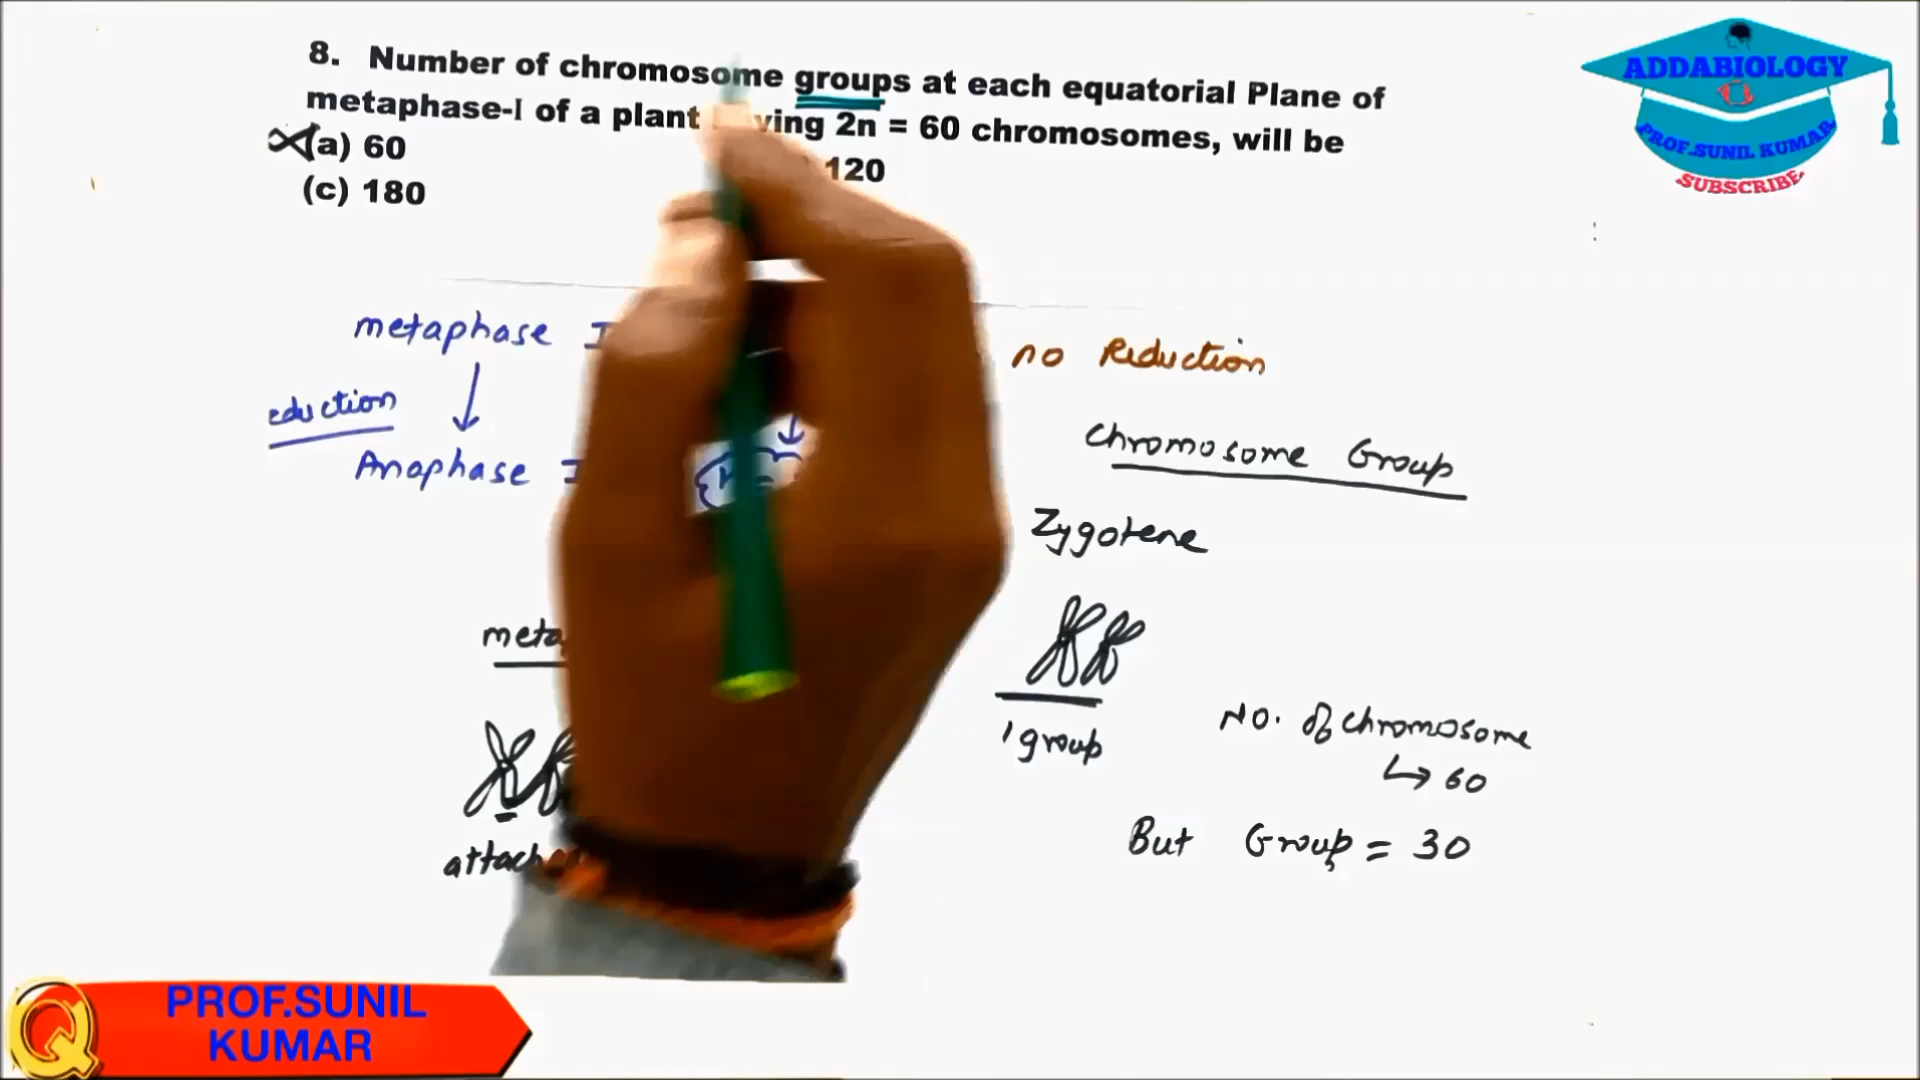 8. Number of chromosome groups at each equatorial Plane of
metaphase-I of a plant ving 2n = 60 chromosomes, will be
(a) 60
120
(c) 180
ADDABIOLOGY
PROF.SUNIL KUMAR
SUBSCRIBE
metaphase I
no Reduction
eduction
Anaphase I
Chromosome Group
Zygotene
meta
1 group
No. of chromosome
↳ 60
attach
But Group = 30
PROF.SUNIL
KUMAR